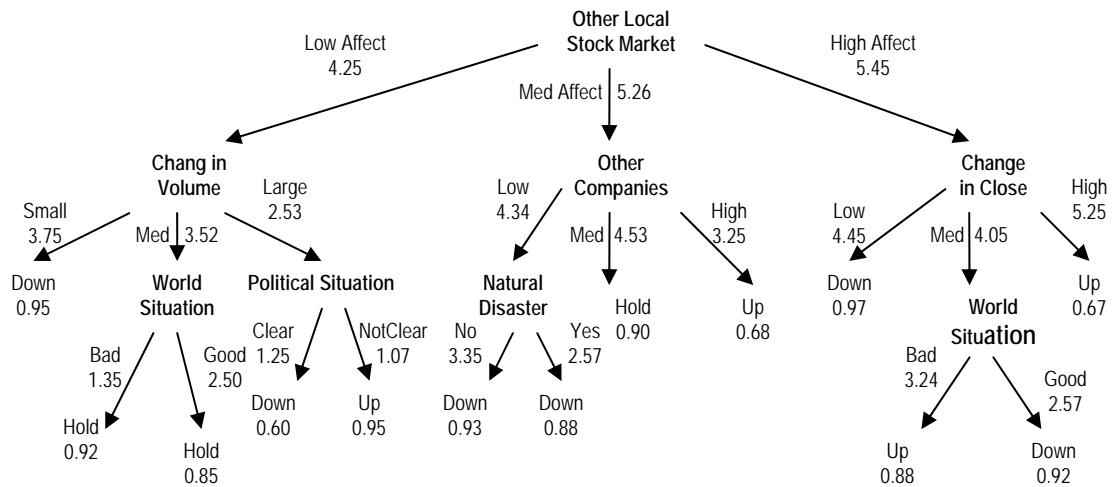 Other Local
Stock Market
Low Affect
4.25
Med Affect 5.26
High Affect
5.45
Chang in
Volume
Other
Companies
Change
in Close
Small
3.75
Med 3.52
Large
2.53
Low
4.34
Med 4.53
High
3.25
Low
4.45
Med 4.05
High
5.25
Down
0.95
World
Situation
Political Situation
Natural
Disaster
Hold
0.90
Up
0.68
Down
0.97
World
Situation
Up
0.67
Bad
1.35
Good
2.50
Clear
1.25
NotClear
1.07
No
3.35
Yes
2.57
Bad
3.24
Good
2.57
Hold
0.92
Hold
0.85
Down
0.60
Up
0.95
Down
0.93
Down
0.88
Up
0.88
Down
0.92